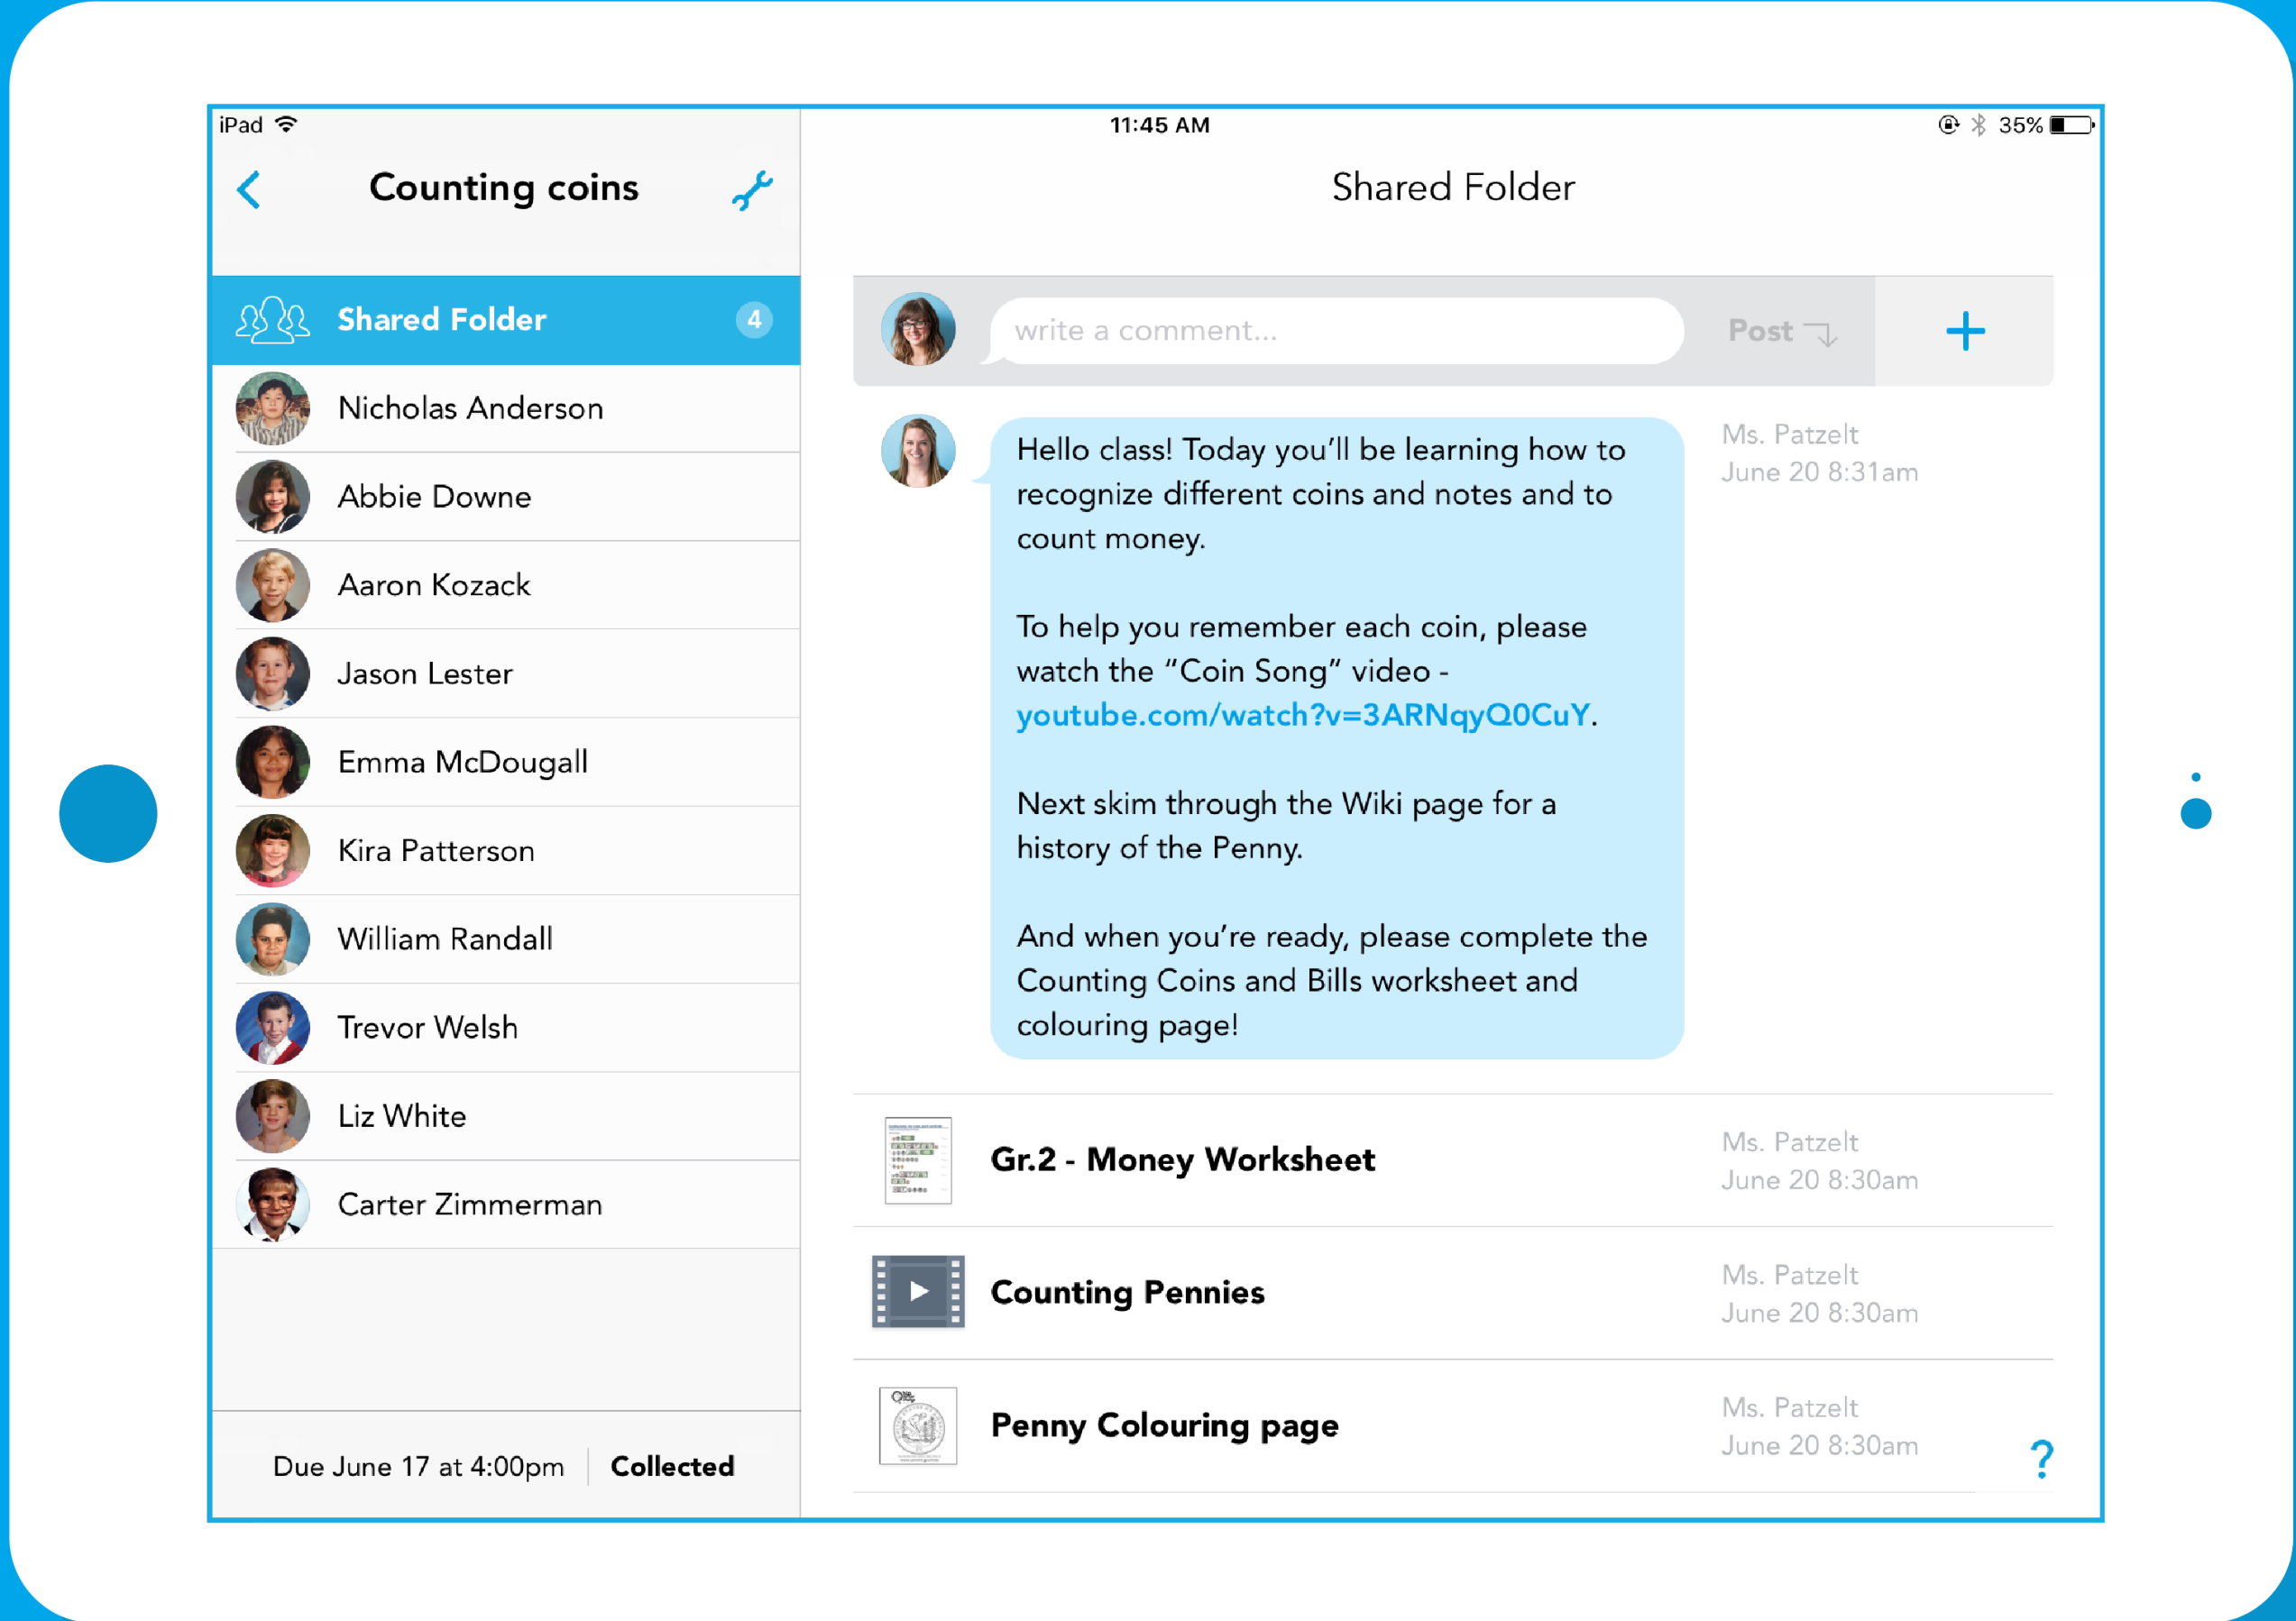 iPad
11:45 AM
35%
Counting coins
Shared Folder
Shared Folder
4
Nicholas Anderson
Abbie Downe
Aaron Kozack
Jason Lester
Emma McDougall
Kira Patterson
William Randall
Trevor Welsh
Liz White
Carter Zimmerman
Due June 17 at 4:00pm
Collected
write a comment...
Post
Hello class! Today you’ll be learning how to
recognize different coins and notes and to
count money.
To help you remember each coin, please
watch the “Coin Song” video -
youtube.com/watch?v=3ARNqyQ0CuY.
Next skim through the Wiki page for a
history of the Penny.
And when you’re ready, please complete the
Counting Coins and Bills worksheet and
colouring page!
Ms. Patzelt
June 20 8:31am
Gr.2 - Money Worksheet
Ms. Patzelt
June 20 8:30am
Counting Pennies
Ms. Patzelt
June 20 8:30am
Penny Colouring page
Ms. Patzelt
June 20 8:30am
?